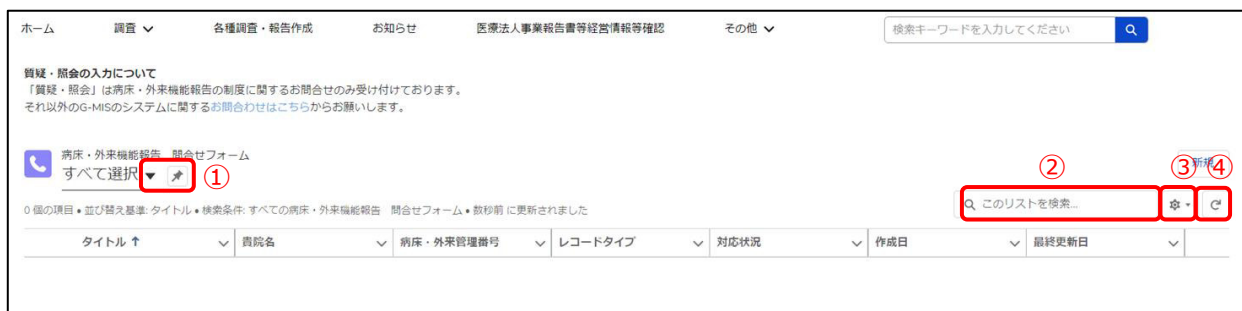 ホーム 調査 各種調査・報告作成 お知らせ 医療法人事業報告書等経営情報等確認 その他 検索キーワードを入力してください
質疑・照会の入力について
「質疑・照会」は病床・外来機能報告の制度に関するお問合せのみ受け付けております。
それ以外のG-MISのシステムに関するお問合わせはこちらからお願いします。
病床・外来機能報告 問合せフォーム
新規
すべて選択 ▼ ① ② ③ ④
0 個の項目 • 並び替え基準: タイトル • 検索条件: すべての病床・外来機能報告 問合せフォーム • 数秒前 に更新されました
このリストを検索...
タイトル ↑ 貴院名 病床・外来管理番号 レコードタイプ 対応状況 作成日 最終更新日